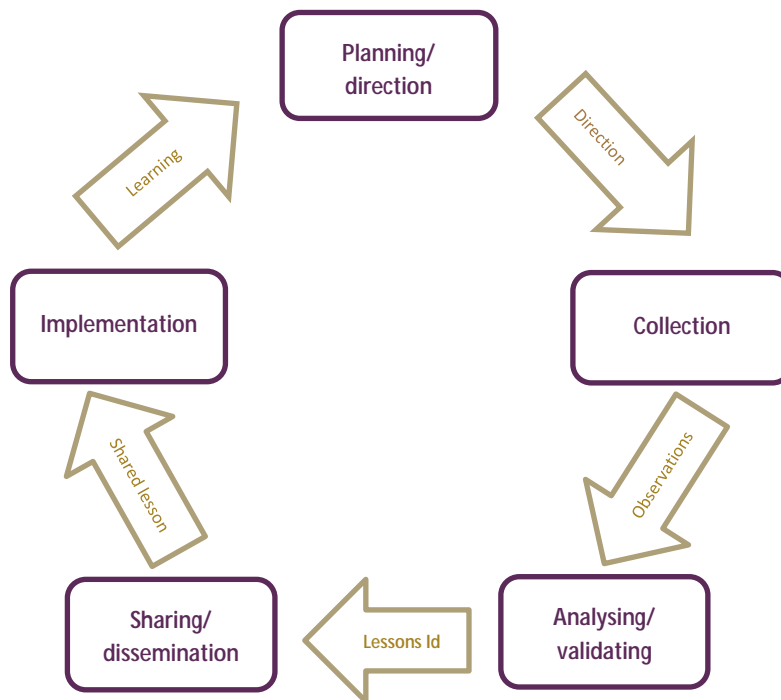 Planning/
direction
Direction
Collection
Observations
Analysing/
validating
Lessons Id
Sharing/
dissemination
Shared lesson
Implementation
Learning